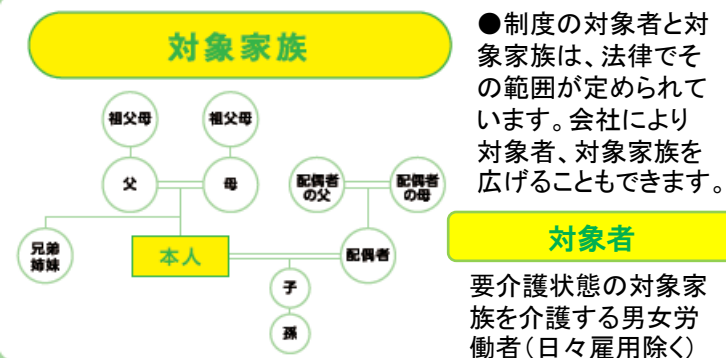 対象家族
祖父母
祖父母
父
母
配偶者
の父
配偶者
の母
兄弟
姉妹
本人
配偶者
子
孫
●制度の対象者と対
象家族は、法律でそ
の範囲が定められて
います。会社により
対象者、対象家族を
広げることもできます。
対象者
要介護状態の対象家
族を介護する男女労
働者(日々雇用除く)